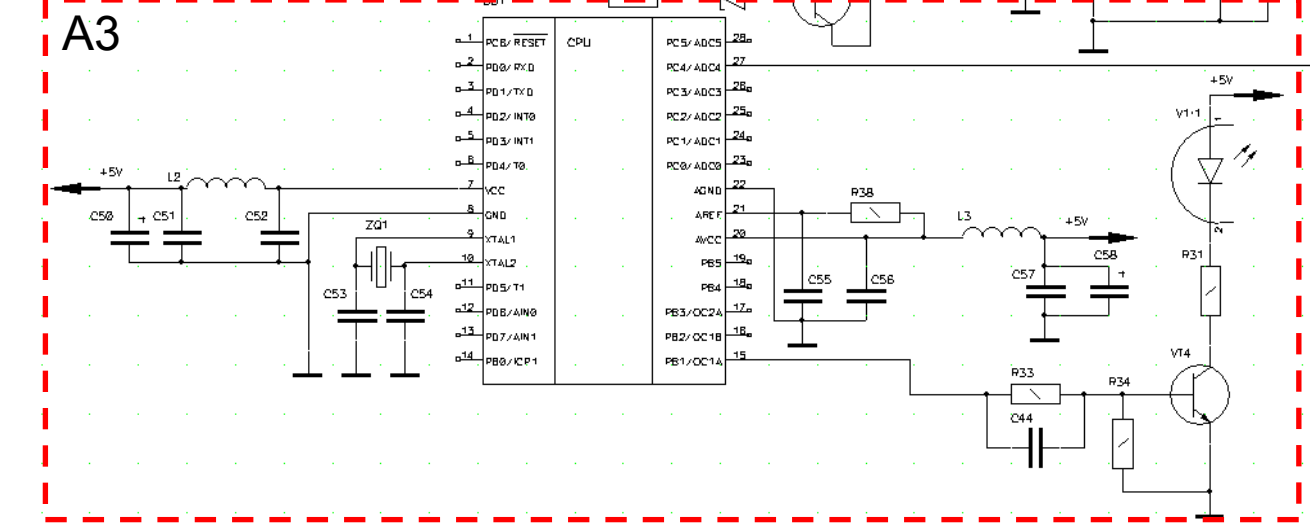 A3
1 PC6/RESET CPU PC5/ADC5 28
2 PD0/RXD PC4/ADC4 27
3 PD1/TXD PC3/ADC3 26
4 PD2/INT0 PC2/ADC2 25
5 PD3/INT1 PC1/ADC1 24
6 PD4/T0 PC0/ADC0 23
7 VCC AGND 22
8 GND AREF 21
9 XTAL1 AVCC 20
10 XTAL2 PB5 19
11 PD5/T1 PB4 18
12 PD6/AIN0 PB3/OC2A 17
13 PD7/AIN1 PB2/OC1B 16
14 PB0/ICP1 PB1/OC1A 15
+5V L2
C50 + C51 C52
ZQ1
C53 C54
R38
L3 +5V
C55 C56 C57 C58 +
+5V
V1.1 1
2
R31
VT4
R33 R34
C44